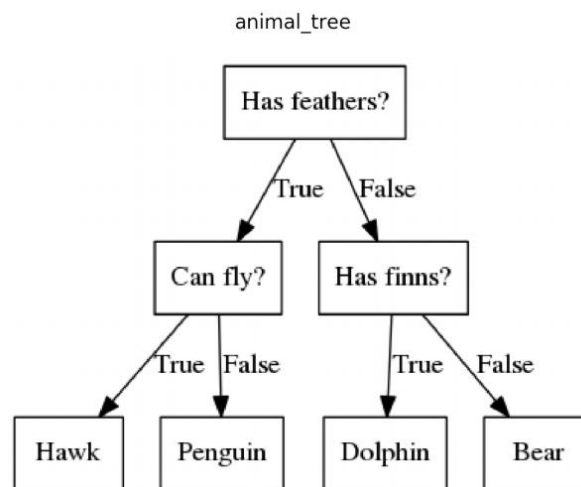 animal_tree
Has feathers?
True
False
Can fly?
Has finns?
True
False
True
False
Hawk
Penguin
Dolphin
Bear